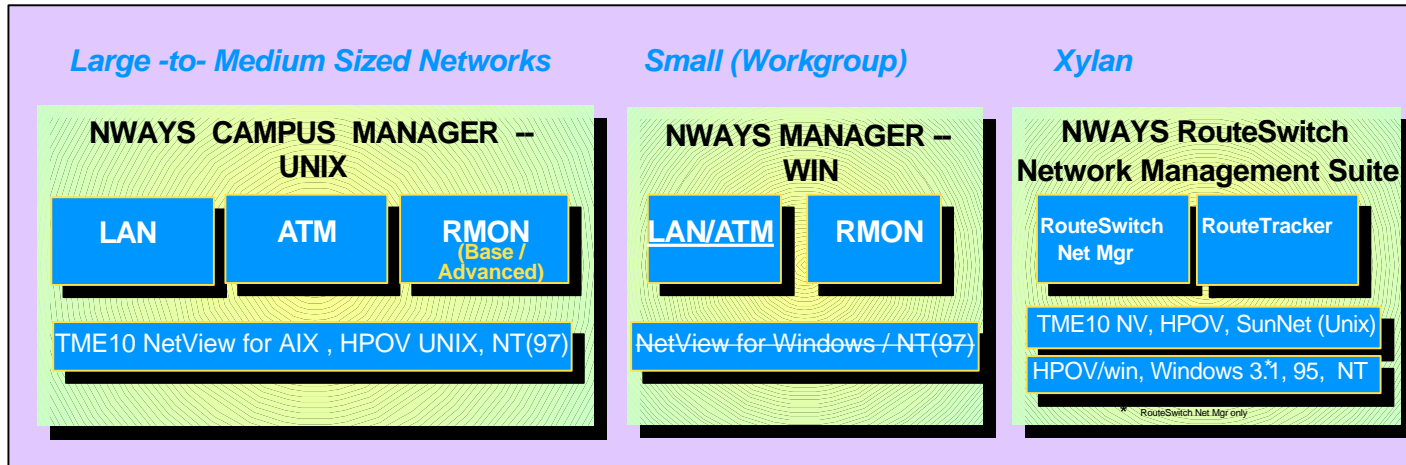 Large -to- Medium Sized Networks
NWAYS CAMPUS MANAGER --
UNIX
LAN
ATM
RMON
(Base /
Advanced)
TME10 NetView for AIX , HPOV UNIX, NT(97)
Small (Workgroup)
NWAYS MANAGER --
WIN
LAN/ATM
RMON
NetView for Windows / NT(97)
Xylan
NWAYS RouteSwitch
Network Management Suite
RouteSwitch
Net Mgr
RouteTracker
TME10 NV, HPOV, SunNet (Unix)
HPOV/win, Windows 3.1*, 95, NT
* RouteSwitch Net Mgr only